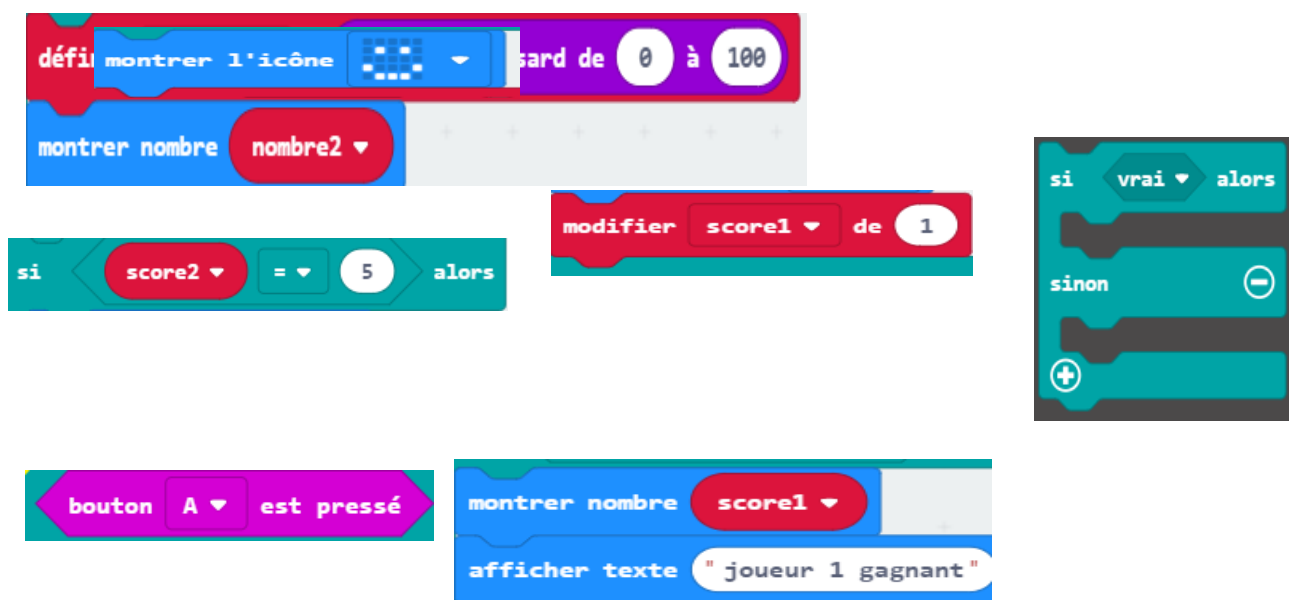 défi montrer l'icône sard de 0 à 100
montrer nombre nombre2
si vrai alors
sinon
modifier score1 de 1
si score2 = 5 alors
bouton A est pressé
montrer nombre score1
afficher texte "joueur 1 gagnant"